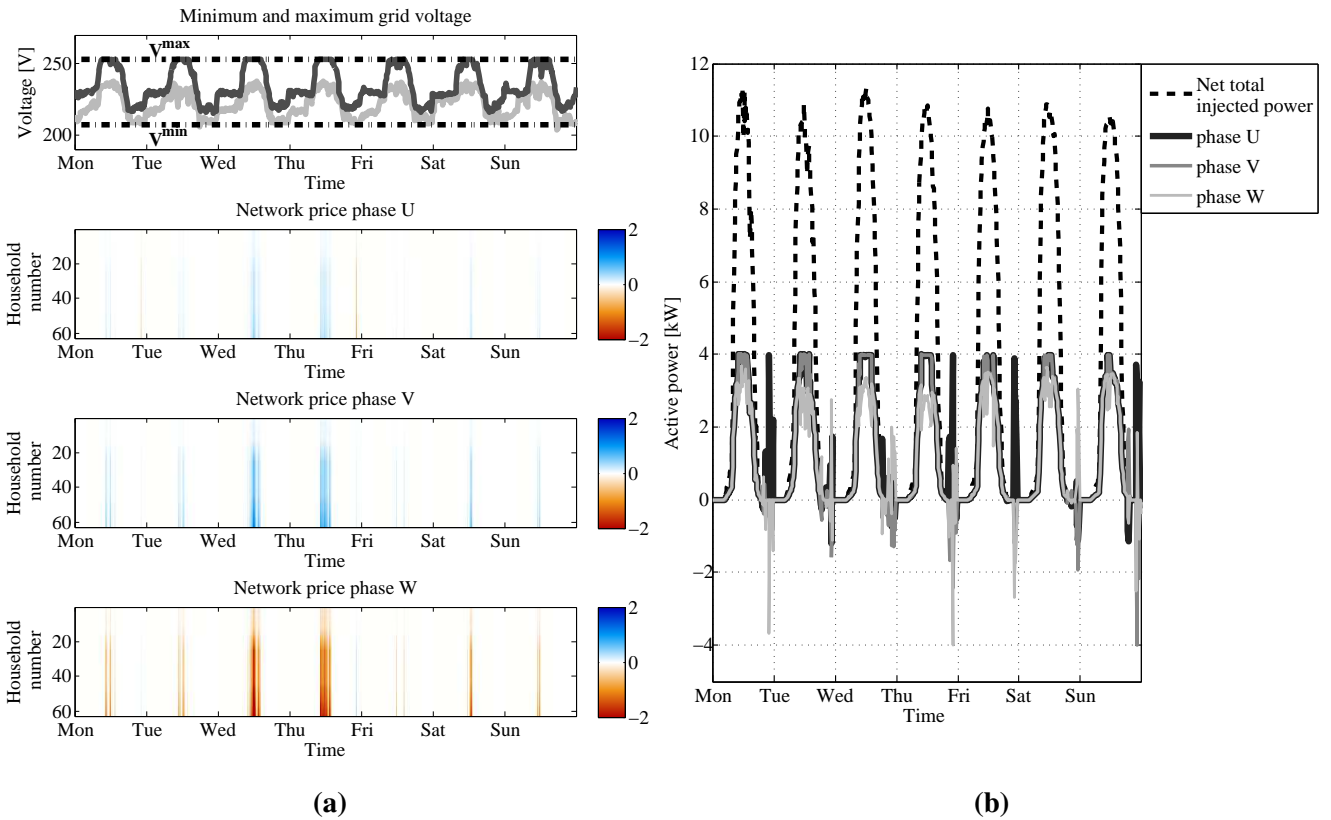 Minimum and maximum grid voltage
Voltage [V]
250
200
Vmax
Vmin
Mon Tue Wed Thu Fri Sat Sun
Time
Network price phase U
Household number
20
40
60
Mon Tue Wed Thu Fri Sat Sun
Time
2
0
−2
Network price phase V
Household number
20
40
60
Mon Tue Wed Thu Fri Sat Sun
Time
2
0
−2
Network price phase W
Household number
20
40
60
Mon Tue Wed Thu Fri Sat Sun
Time
2
0
−2
(a)
Active power [kW]
12
10
8
6
4
2
0
−2
−4
Mon Tue Wed Thu Fri Sat Sun
Time
Net total
injected power
phase U
phase V
phase W
(b)